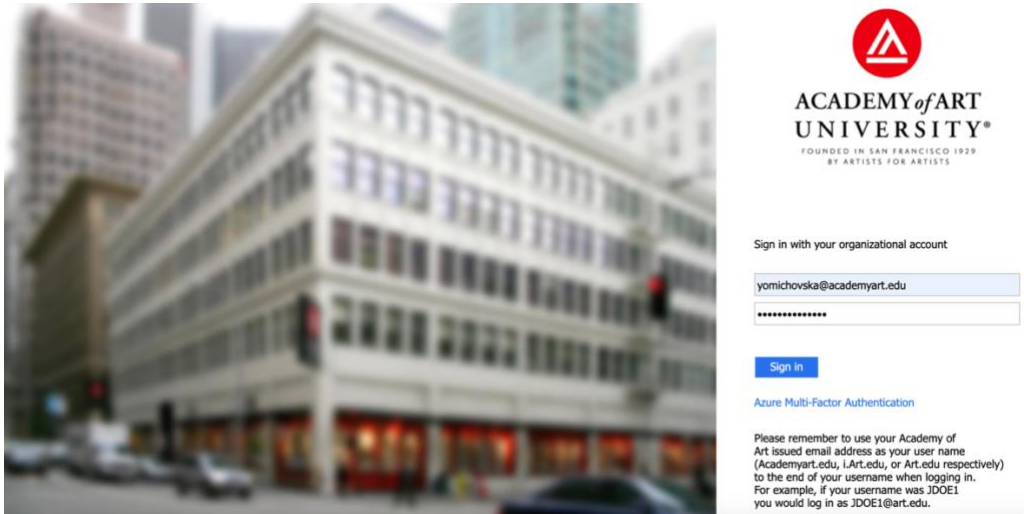 ACADEMY of ART
UNIVERSITY®
FOUNDED IN SAN FRANCISCO 1929
BY ARTISTS FOR ARTISTS
Sign in with your organizational account
yomichovska@academyart.edu
••••••••••••••
Sign in
Azure Multi-Factor Authentication
Please remember to use your Academy of
Art issued email address as your user name
(Academyart.edu, i.Art.edu, or Art.edu respectively)
to the end of your username when logging in.
For example, if your username was JDOE1
you would log in as JDOE1@art.edu.